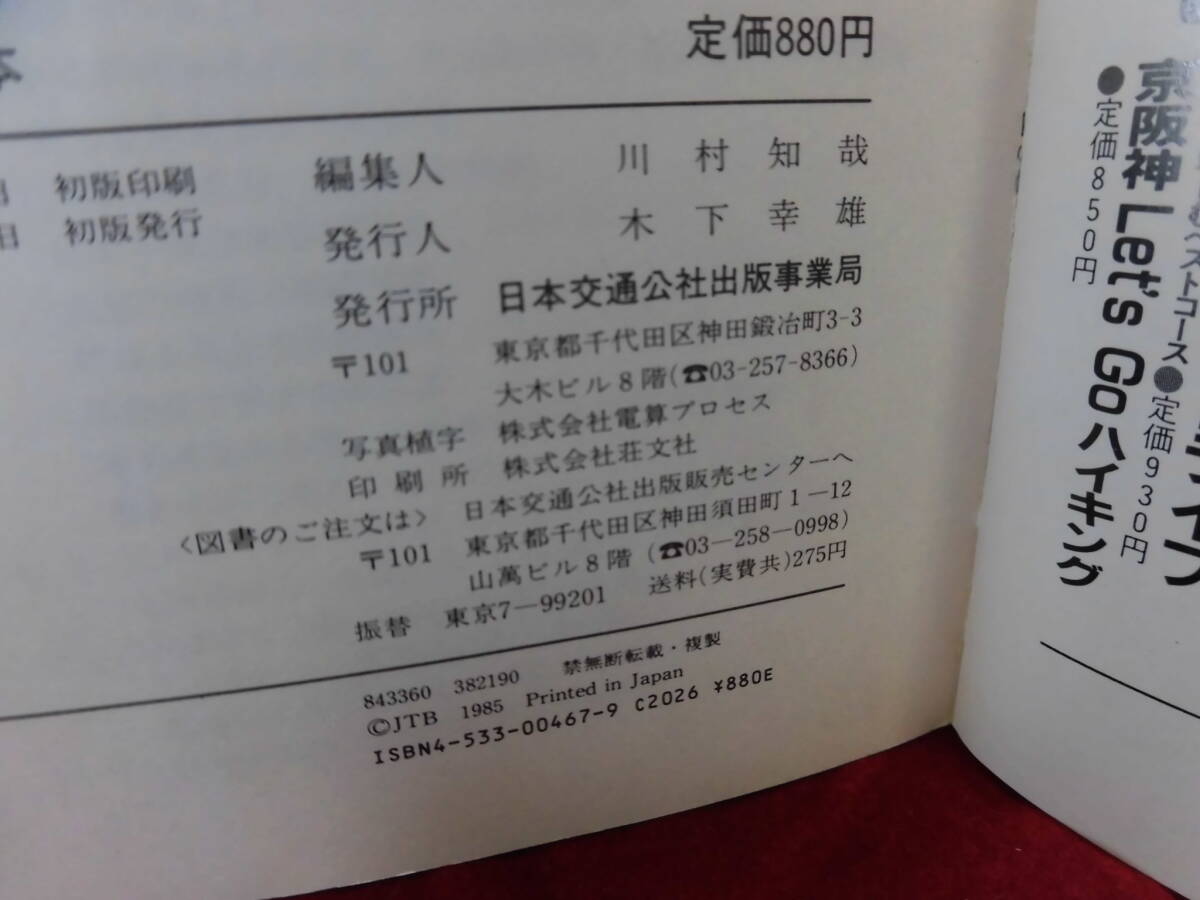 本
定価880円
日 初版印刷
日 初版発行
編集人 川村知哉
発行人 木下幸雄
発行所 日本交通公社出版事業局
〒101 東京都千代田区神田鍛冶町3-3
大木ビル8階(☎03-257-8366)
写真植字 株式会社電算プロセス
印刷所 株式会社荘文社
<図書のご注文は> 日本交通公社出版販売センターへ
〒101 東京都千代田区神田須田町1-12
山萬ビル8階 (☎03-258-0998)
振替 東京7-99201 送料(実費共)275円
843360 382190 禁無断転載・複製
©JTB 1985 Printed in Japan
ISBN4-533-00467-9 C2026 ¥880E
ベストコース●定価930円
京阪神 Let's Go ハイキング
●定価850円